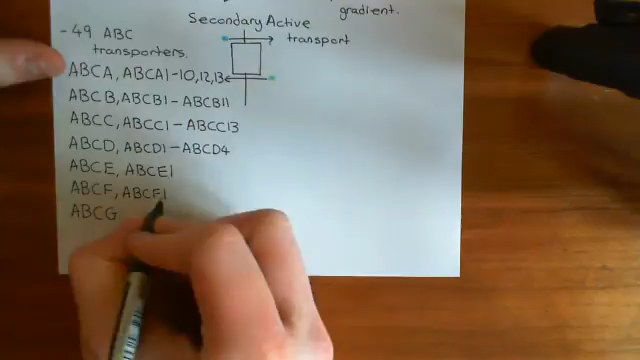 gradient.
Secondary Active
transport
- 49 ABC
transporters.
ABCA, ABCA1-10,12,13
ABCB, ABCB1 - ABCB11
ABCC, ABCC1 - ABCC13
ABCD, ABCD1 - ABCD4
ABCE, ABCE1
ABCF, ABCF1
ABCG